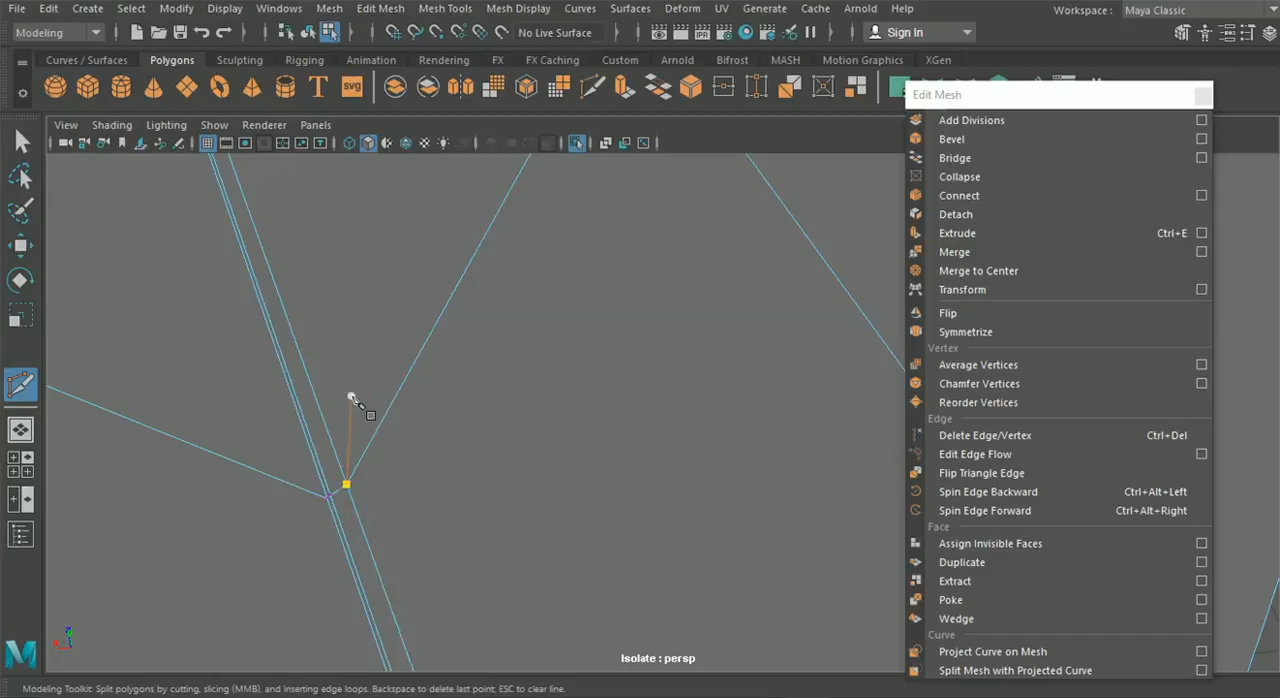 File Edit Create Select Modify Display Windows Mesh Edit Mesh Mesh Tools Mesh Display Curves Surfaces Deform UV Generate Cache Arnold Help
Workspace : Maya Classic
Modeling
No Live Surface
IPR
Sign In
Curves / Surfaces Polygons Sculpting Rigging Animation Rendering FX FX Caching Custom Arnold Bifrost MASH Motion Graphics XGen
T
SVG
Edit Mesh
View Shading Lighting Show Renderer Panels
Add Divisions
Bevel
Bridge
Collapse
Connect
Detach
Extrude Ctrl+E
Merge
Merge to Center
Transform
Flip
Symmetrize
Vertex
Average Vertices
Chamfer Vertices
Reorder Vertices
Edge
Delete Edge/Vertex Ctrl+Del
Edit Edge Flow
Flip Triangle Edge
Spin Edge Backward Ctrl+Alt+Left
Spin Edge Forward Ctrl+Alt+Right
Face
Assign Invisible Faces
Duplicate
Extract
Poke
Wedge
Curve
Project Curve on Mesh
Split Mesh with Projected Curve
Isolate : persp
M
Modeling Toolkit: Split polygons by cutting, slicing (MMB), and inserting edge loops. Backspace to delete last point; ESC to clear line.